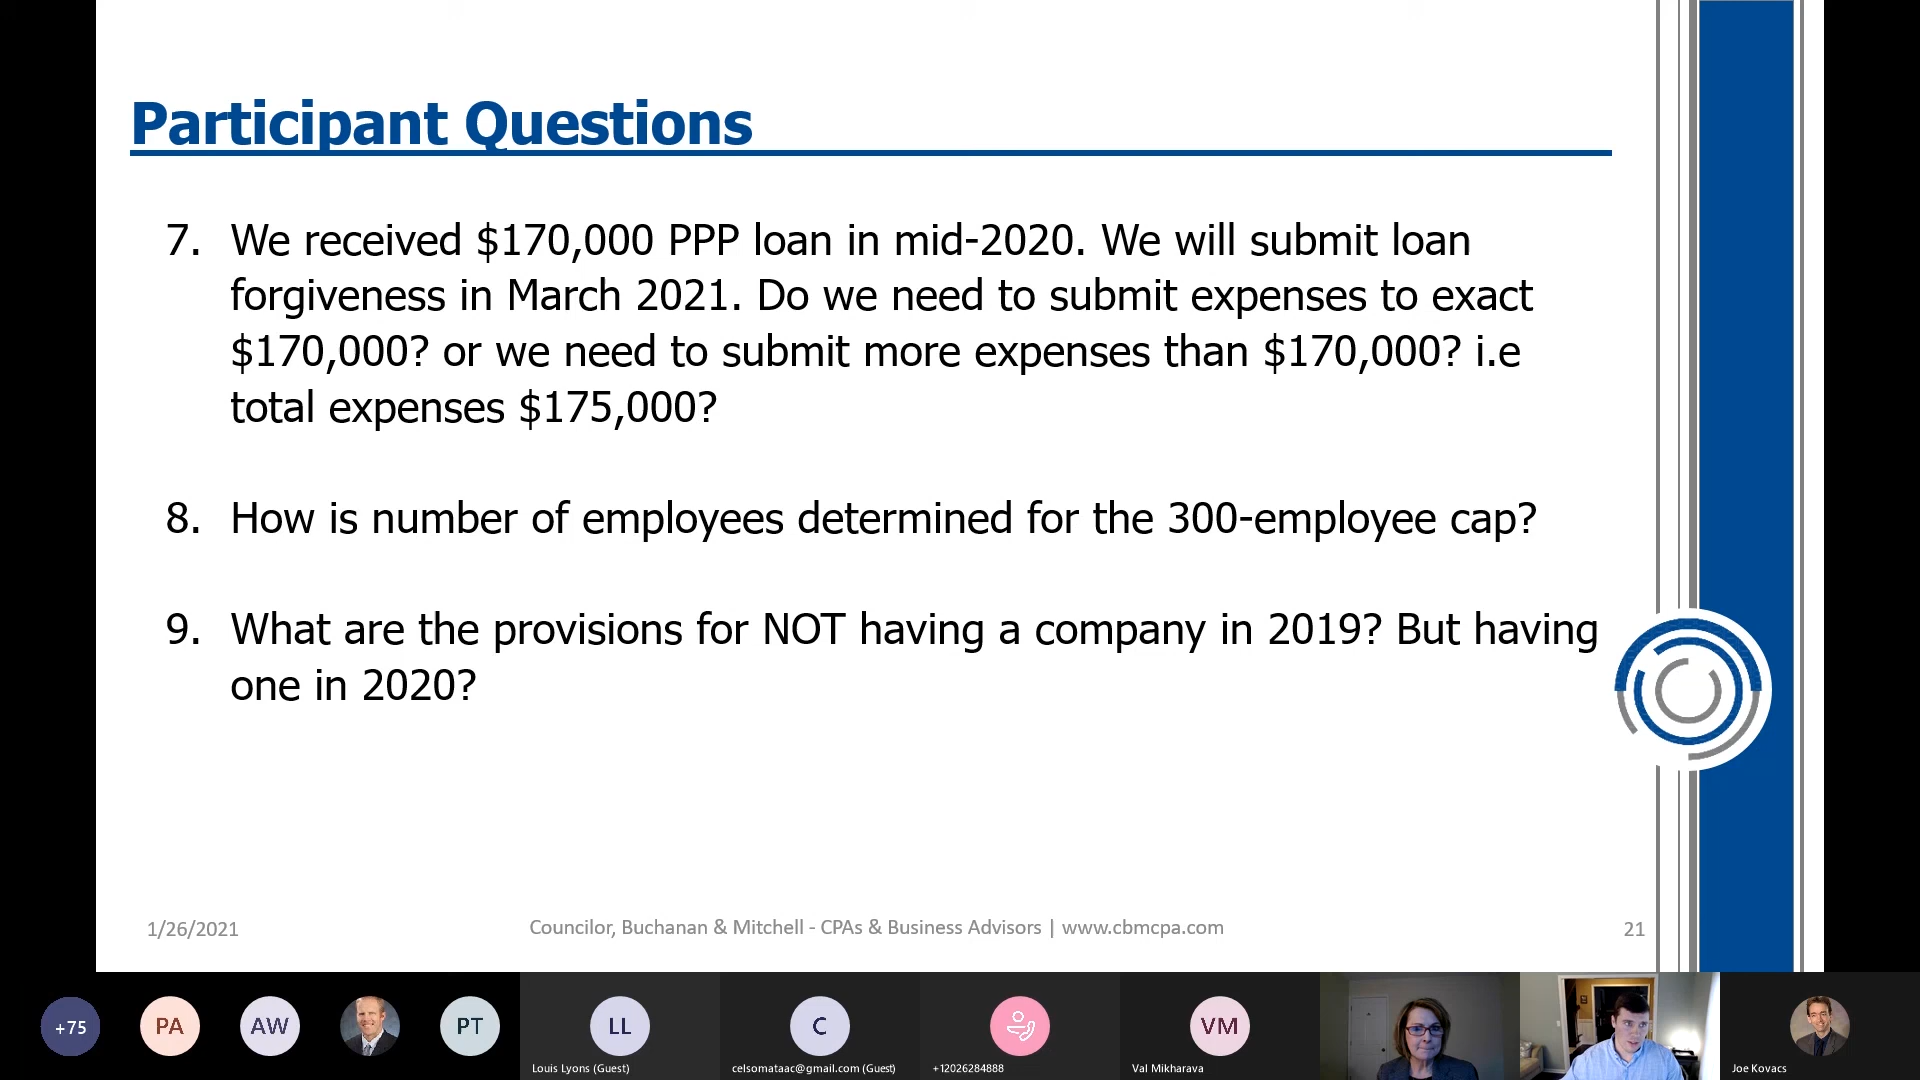 Participant Questions
7. We received $170,000 PPP loan in mid-2020. We will submit loan
forgiveness in March 2021. Do we need to submit expenses to exact
$170,000? or we need to submit more expenses than $170,000? i.e
total expenses $175,000?
8. How is number of employees determined for the 300-employee cap?
9. What are the provisions for NOT having a company in 2019? But having
one in 2020?
1/26/2021
Councilor, Buchanan & Mitchell - CPAs & Business Advisors | www.cbmcpa.com
21
+75
PA
AW
PT
LL
C
VM
Louis Lyons (Guest)
celsomataac@gmail.com (Guest)
+12026284888
Val Mikharava
Joe Kovacs